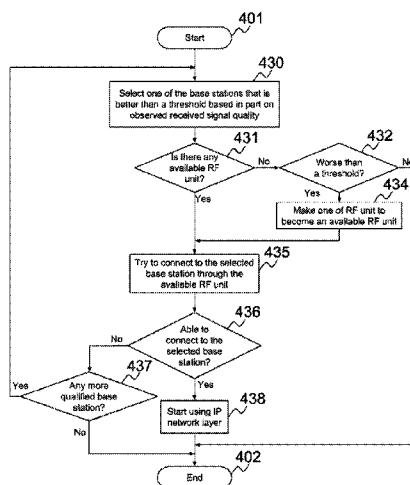 401
Start
430
Select one of the base stations that is
better than a threshold based in part on
observed received signal quality
431
Is there any
available RF
unit?
No
432
Worse than
a threshold?
No
Yes
Yes
434
Make one of RF unit to
become an available RF unit
435
Try to connect to the selected
base station through the
available RF unit
436
Able to
connect to the
selected base
station?
No
437
Any more
qualified base
station?
Yes
Yes
No
438
Start using IP
network layer
End
402